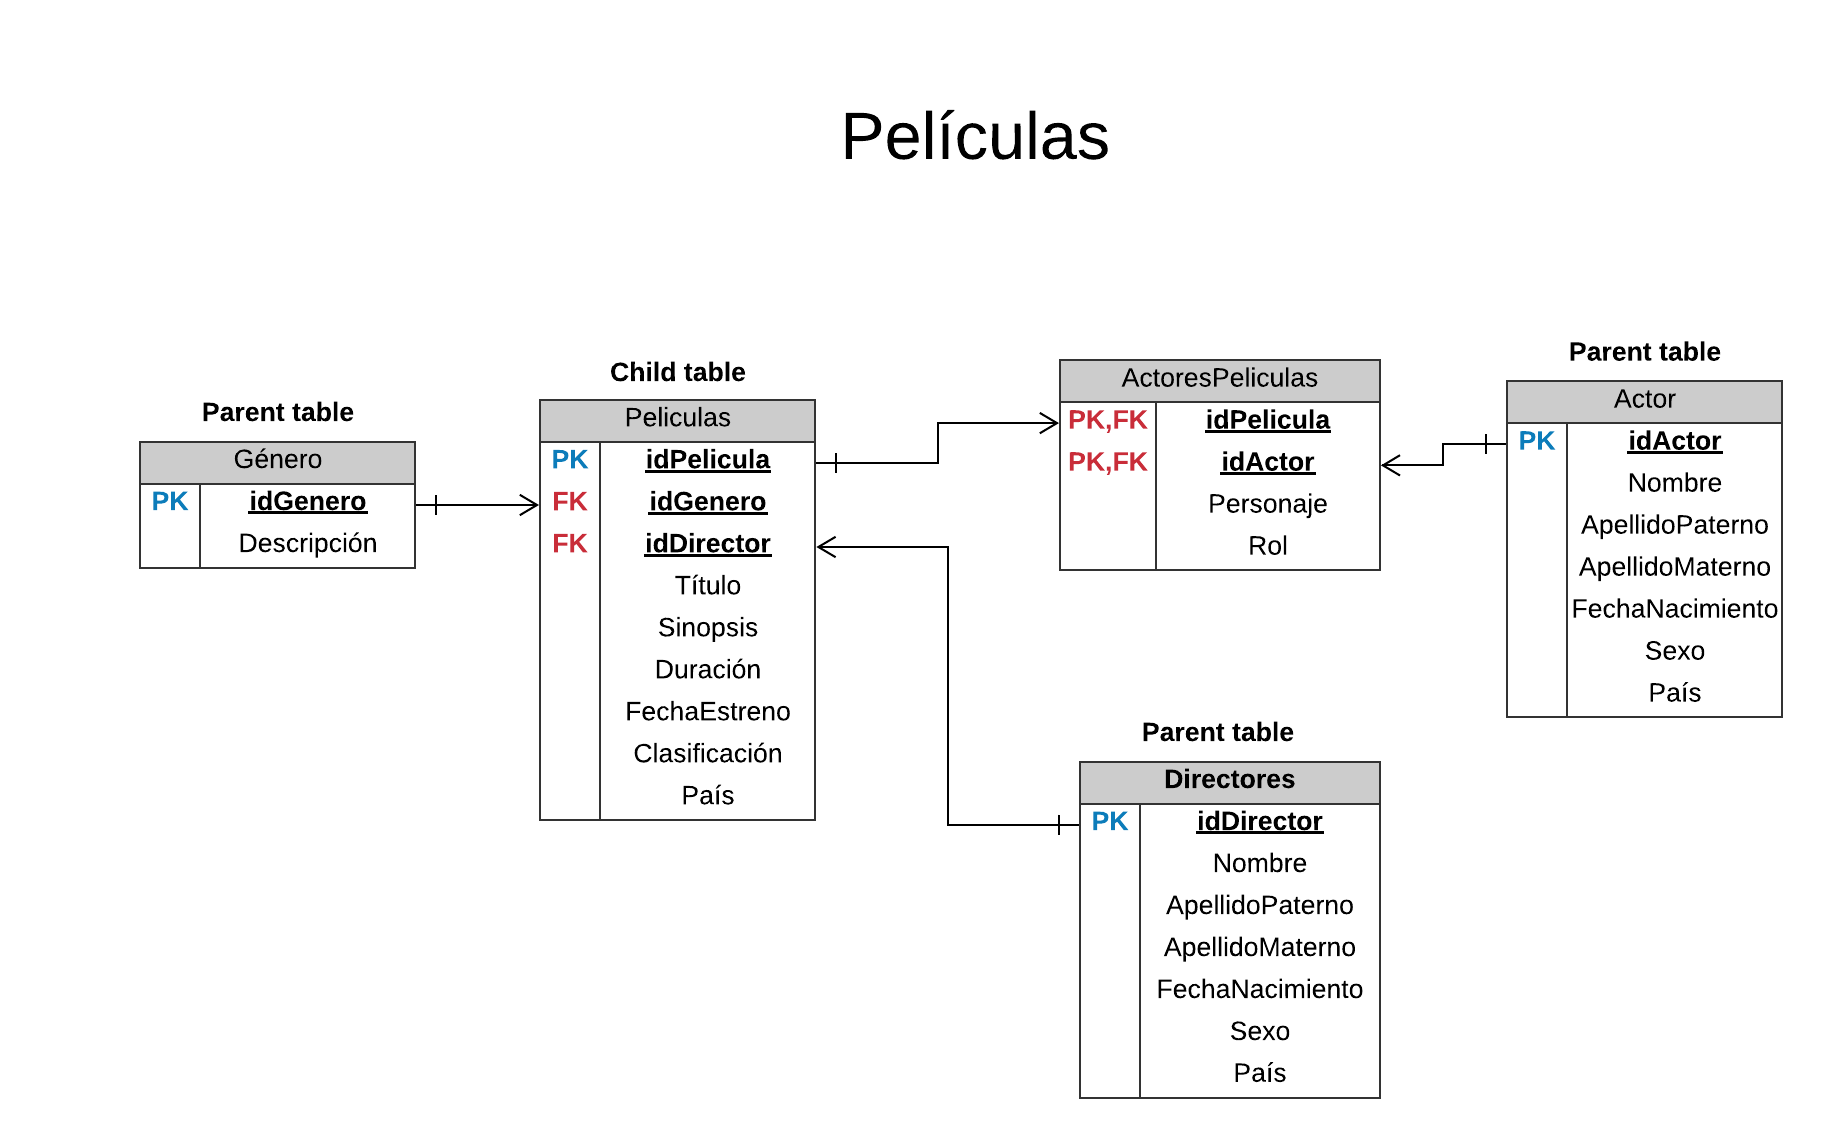 Películas
Parent table
Género
PK idGenero
Descripción
Child table
Peliculas
PK idPelicula
FK idGenero
FK idDirector
Título
Sinopsis
Duración
FechaEstreno
Clasificación
País
ActoresPeliculas
PK,FK idPelicula
PK,FK idActor
Personaje
Rol
Parent table
Actor
PK idActor
Nombre
ApellidoPaterno
ApellidoMaterno
FechaNacimiento
Sexo
País
Parent table
Directores
PK idDirector
Nombre
ApellidoPaterno
ApellidoMaterno
FechaNacimiento
Sexo
País